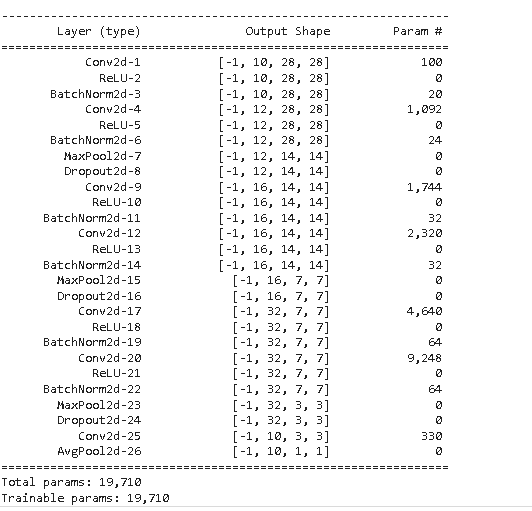 ----------------------------------------------------------------
        Layer (type)               Output Shape         Param #
================================================================
            Conv2d-1           [-1, 10, 28, 28]             100
              ReLU-2           [-1, 10, 28, 28]               0
       BatchNorm2d-3           [-1, 10, 28, 28]              20
            Conv2d-4           [-1, 12, 28, 28]           1,092
              ReLU-5           [-1, 12, 28, 28]               0
       BatchNorm2d-6           [-1, 12, 28, 28]              24
         MaxPool2d-7           [-1, 12, 14, 14]               0
         Dropout2d-8           [-1, 12, 14, 14]               0
            Conv2d-9           [-1, 16, 14, 14]           1,744
             ReLU-10           [-1, 16, 14, 14]               0
      BatchNorm2d-11           [-1, 16, 14, 14]              32
           Conv2d-12           [-1, 16, 14, 14]           2,320
             ReLU-13           [-1, 16, 14, 14]               0
      BatchNorm2d-14           [-1, 16, 14, 14]              32
        MaxPool2d-15             [-1, 16, 7, 7]               0
        Dropout2d-16             [-1, 16, 7, 7]               0
           Conv2d-17             [-1, 32, 7, 7]           4,640
             ReLU-18             [-1, 32, 7, 7]               0
      BatchNorm2d-19             [-1, 32, 7, 7]              64
           Conv2d-20             [-1, 32, 7, 7]           9,248
             ReLU-21             [-1, 32, 7, 7]               0
      BatchNorm2d-22             [-1, 32, 7, 7]              64
        MaxPool2d-23             [-1, 32, 3, 3]               0
        Dropout2d-24             [-1, 32, 3, 3]               0
           Conv2d-25             [-1, 10, 3, 3]             330
        AvgPool2d-26             [-1, 10, 1, 1]               0
================================================================
Total params: 19,710
Trainable params: 19,710